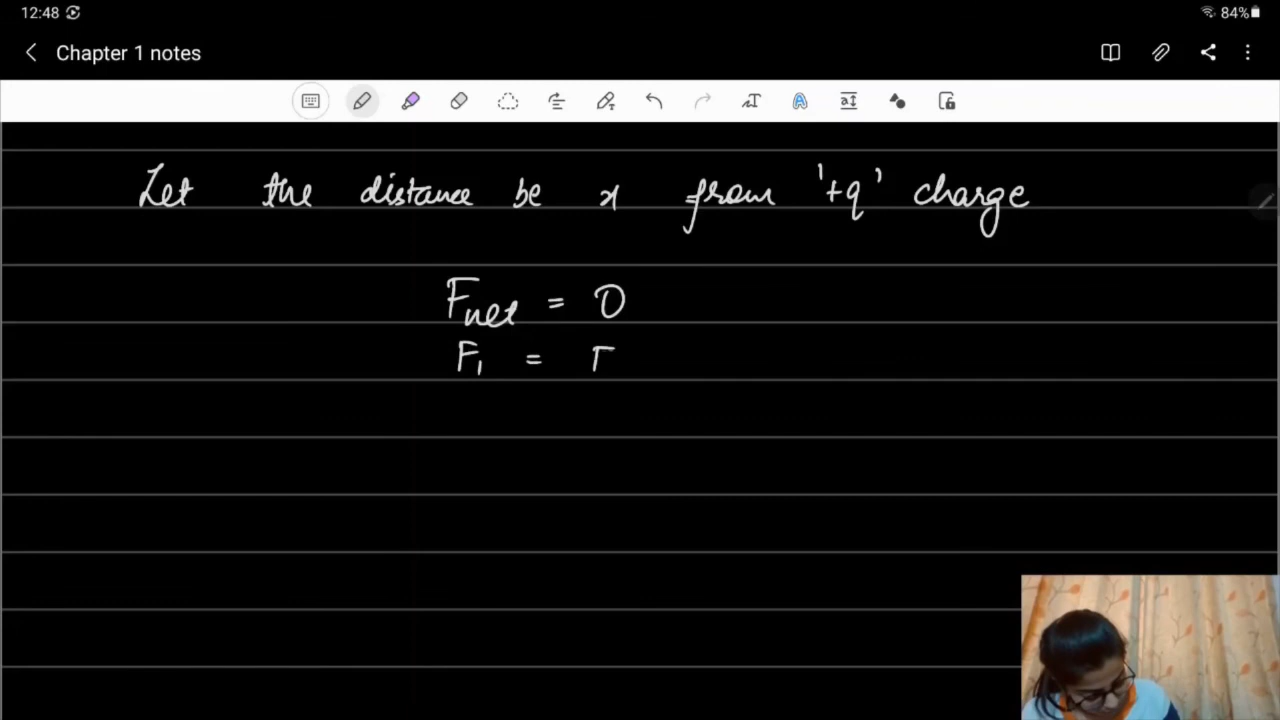 12:48
84%
Chapter 1 notes
Let the distance be x from '+q' charge
Fnet = 0
F1 =